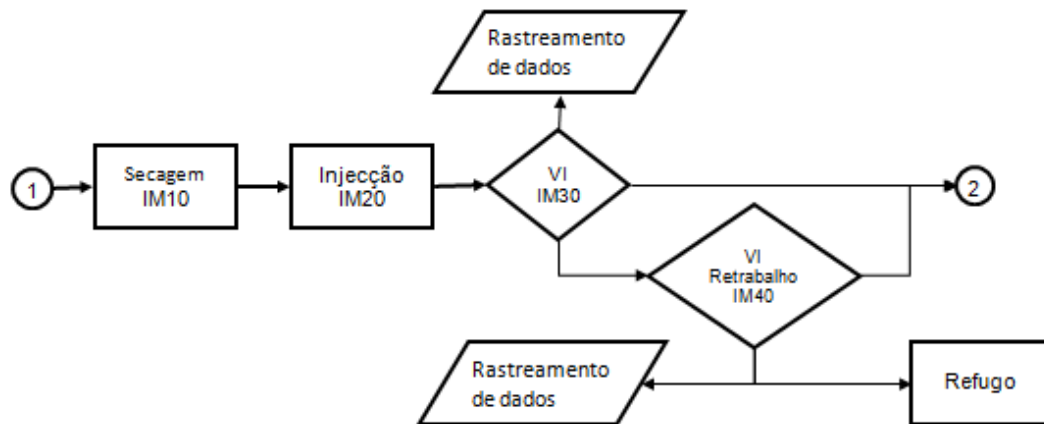 Rastreamento
de dados
1
Secagem
IM10
Injecção
IM20
VI
IM30
2
VI
Retrabalho
IM40
Rastreamento
de dados
Refugo